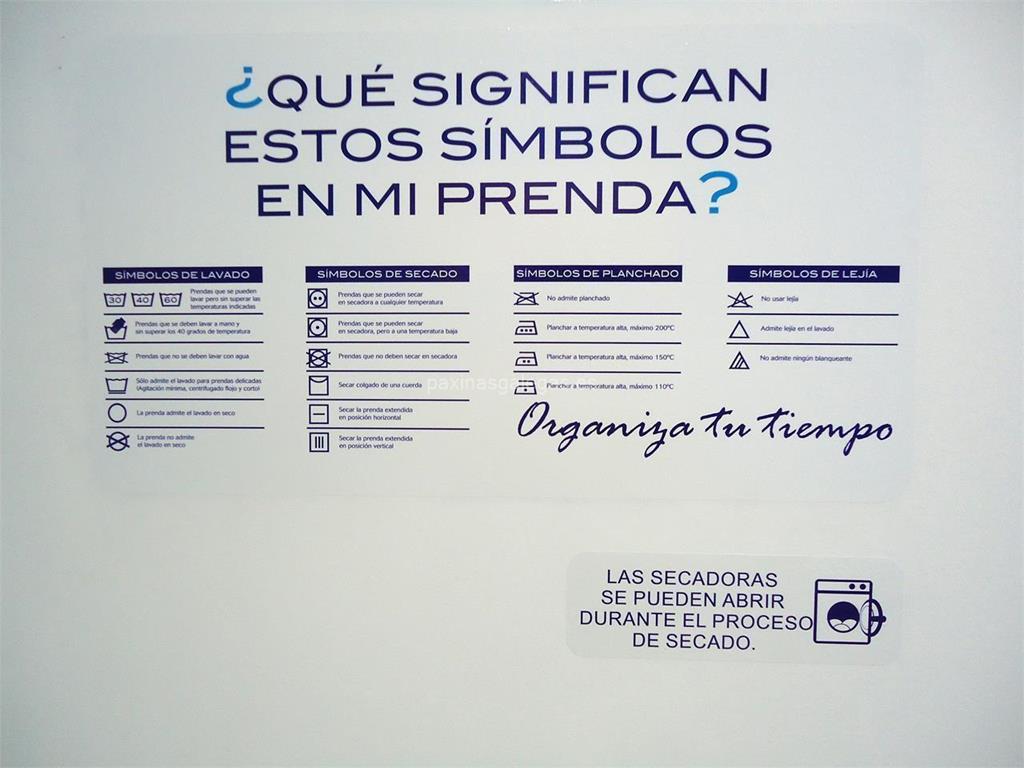 ¿QUÉ SIGNIFICAN
ESTOS SÍMBOLOS
EN MI PRENDA?
SÍMBOLOS DE LAVADO
30 40 60
Prendas que se pueden
lavar pero sin superar las
temperaturas indicadas
Prendas que se deben lavar a mano y
sin superar los 40 grados de temperatura
Prendas que no se deben lavar con agua
Sólo admite el lavado para prendas delicadas
(Agitación mínima, centrifugado flojo y corto)
La prenda admite el lavado en seco
La prenda no admite
el lavado en seco
SÍMBOLOS DE SECADO
Prendas que se pueden secar
en secadora a cualquier temperatura
Prendas que se pueden secar
en secadora, pero a una temperatura baja
Prendas que no deben secar en secadora
Secar colgado de una cuerda
Secar la prenda extendida
en posición horizontal
Secar la prenda extendida
en posición vertical
SÍMBOLOS DE PLANCHADO
No admite planchado
Planchar a temperatura alta, máximo 200ºC
Planchar a temperatura alta, máximo 150ºC
Planchar a temperatura alta, máximo 110ºC
SÍMBOLOS DE LEJÍA
No usar lejía
Admite lejía en el lavado
No admite ningún blanqueante
paxinasgalegas.es
Organiza tu tiempo
LAS SECADORAS
SE PUEDEN ABRIR
DURANTE EL PROCESO
DE SECADO.